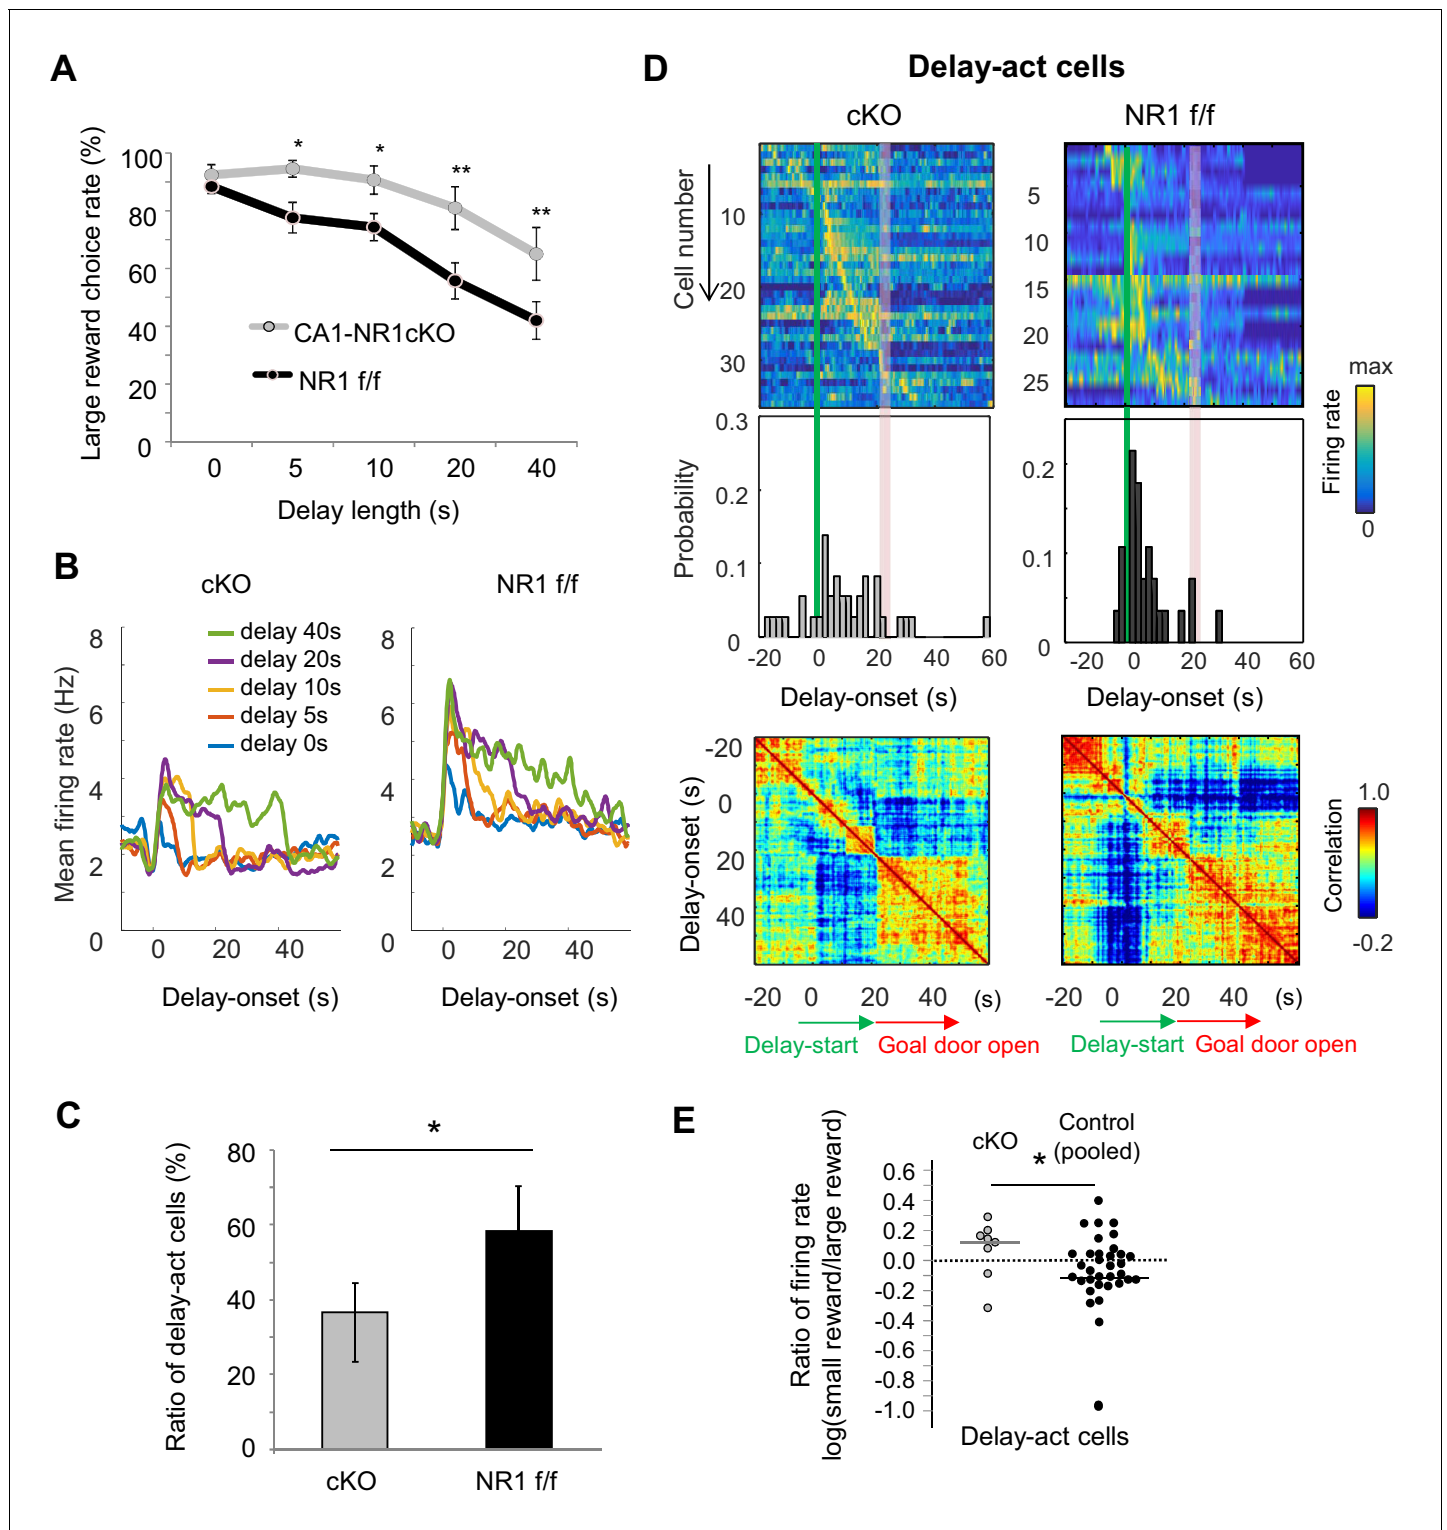 A
Large reward choice rate (%)
100
80
60
40
20
0
*
*
**
**
CA1-NR1cKO
NR1 f/f
0 5 10 20 40
Delay length (s)
B
cKO
NR1 f/f
delay 40s
delay 20s
delay 10s
delay 5s
delay 0s
Mean firing rate (Hz)
8
6
4
2
0
8
6
4
2
0
0 20 40
0 20 40
Delay-onset (s)
Delay-onset (s)
C
*
Ratio of delay-act cells (%)
80
60
40
20
0
cKO
NR1 f/f
D
Delay-act cells
cKO
NR1 f/f
Cell number
10
20
30
5
10
15
20
25
max
Firing rate
0
Probability
0.3
0.2
0.1
0
0.2
0.1
0
-20 0 20 40 60
-20 0 20 40 60
Delay-onset (s)
Delay-onset (s)
Delay-onset (s)
-20
0
20
40
1.0
Correlation
-0.2
-20 0 20 40 (s)
-20 0 20 40 (s)
Delay-start
Goal door open
Delay-start
Goal door open
E
cKO
Control
(pooled)
*
Ratio of firing rate
log(small reward/large reward)
0.6
0.4
0.2
0.0
-0.2
-0.4
-0.6
-0.8
-1.0
Delay-act cells